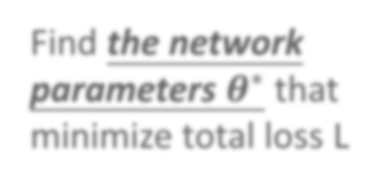 Find the network
parameters θ* that
minimize total loss L